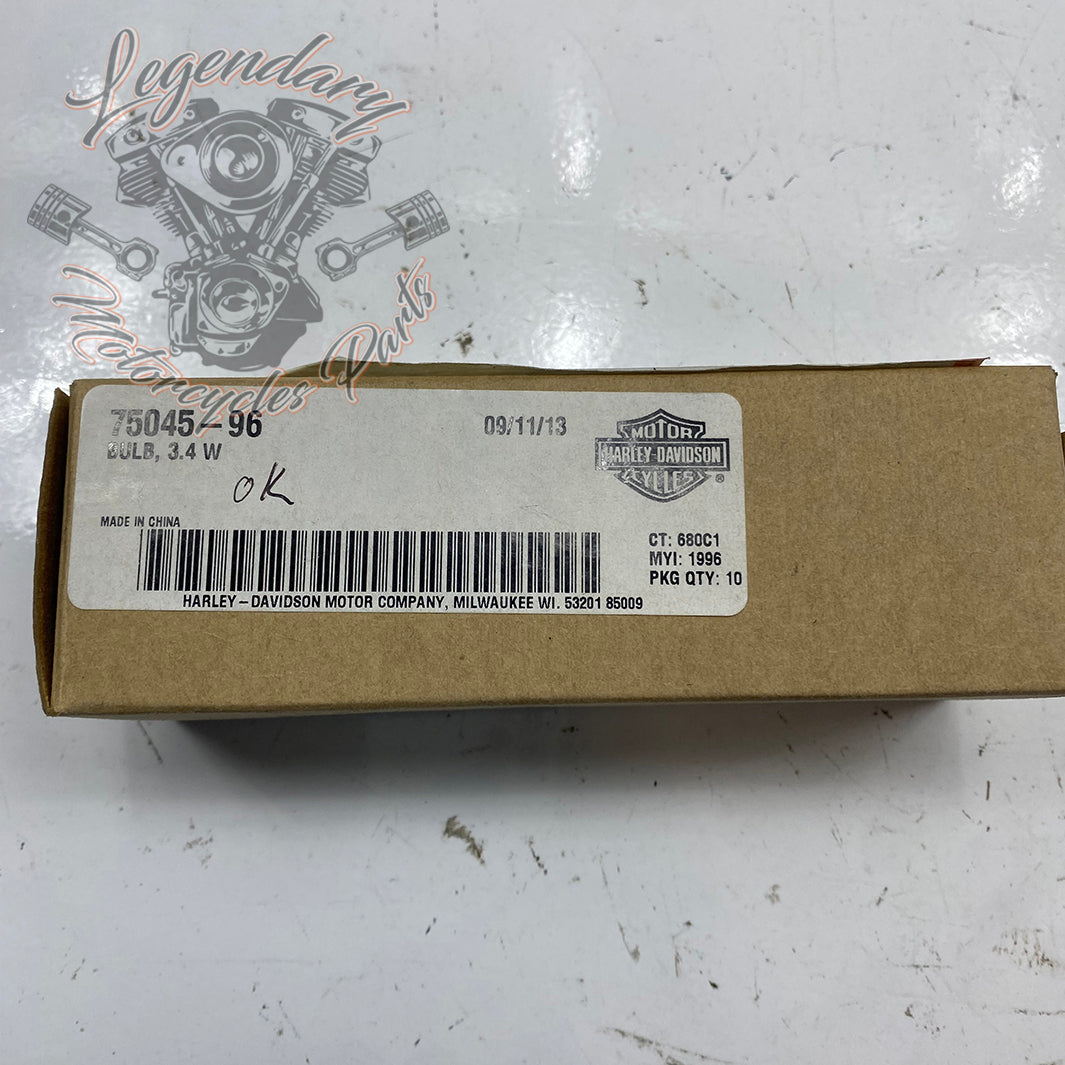 Legendary
Motorcycles Parts
75045-96
09/11/13
BULB, 3.4 W
OK
MOTOR
HARLEY-DAVIDSON
CYCLES
®
MADE IN CHINA
CT: 680C1
MYI: 1996
PKG QTY: 10
HARLEY-DAVIDSON MOTOR COMPANY, MILWAUKEE WI. 53201 85009